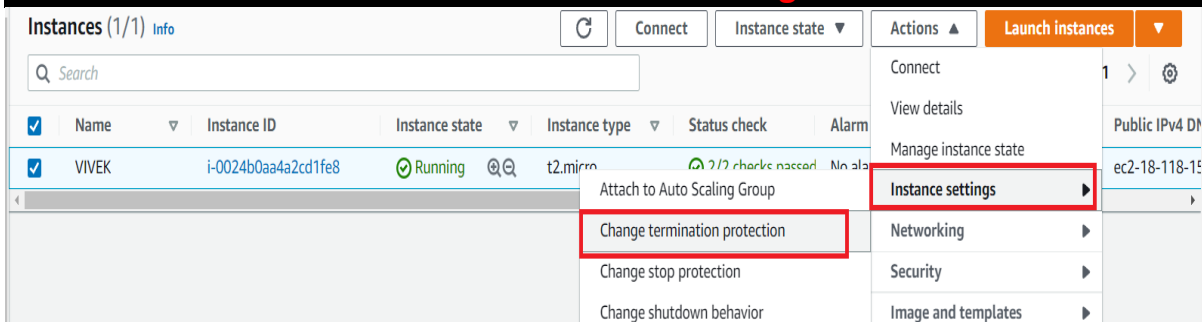 Instances (1/1) Info
Connect
Instance state
Actions
Launch instances
Search
1
Name
Instance ID
Instance state
Instance type
Status check
Alarm
Public IPv4
VIVEK
i-0024b0aa4a2cd1fe8
Running
t2.micro
2/2 checks passed
No ala
ec2-18-118-15
Connect
View details
Manage instance state
Instance settings
Networking
Security
Image and templates
Attach to Auto Scaling Group
Change termination protection
Change stop protection
Change shutdown behavior